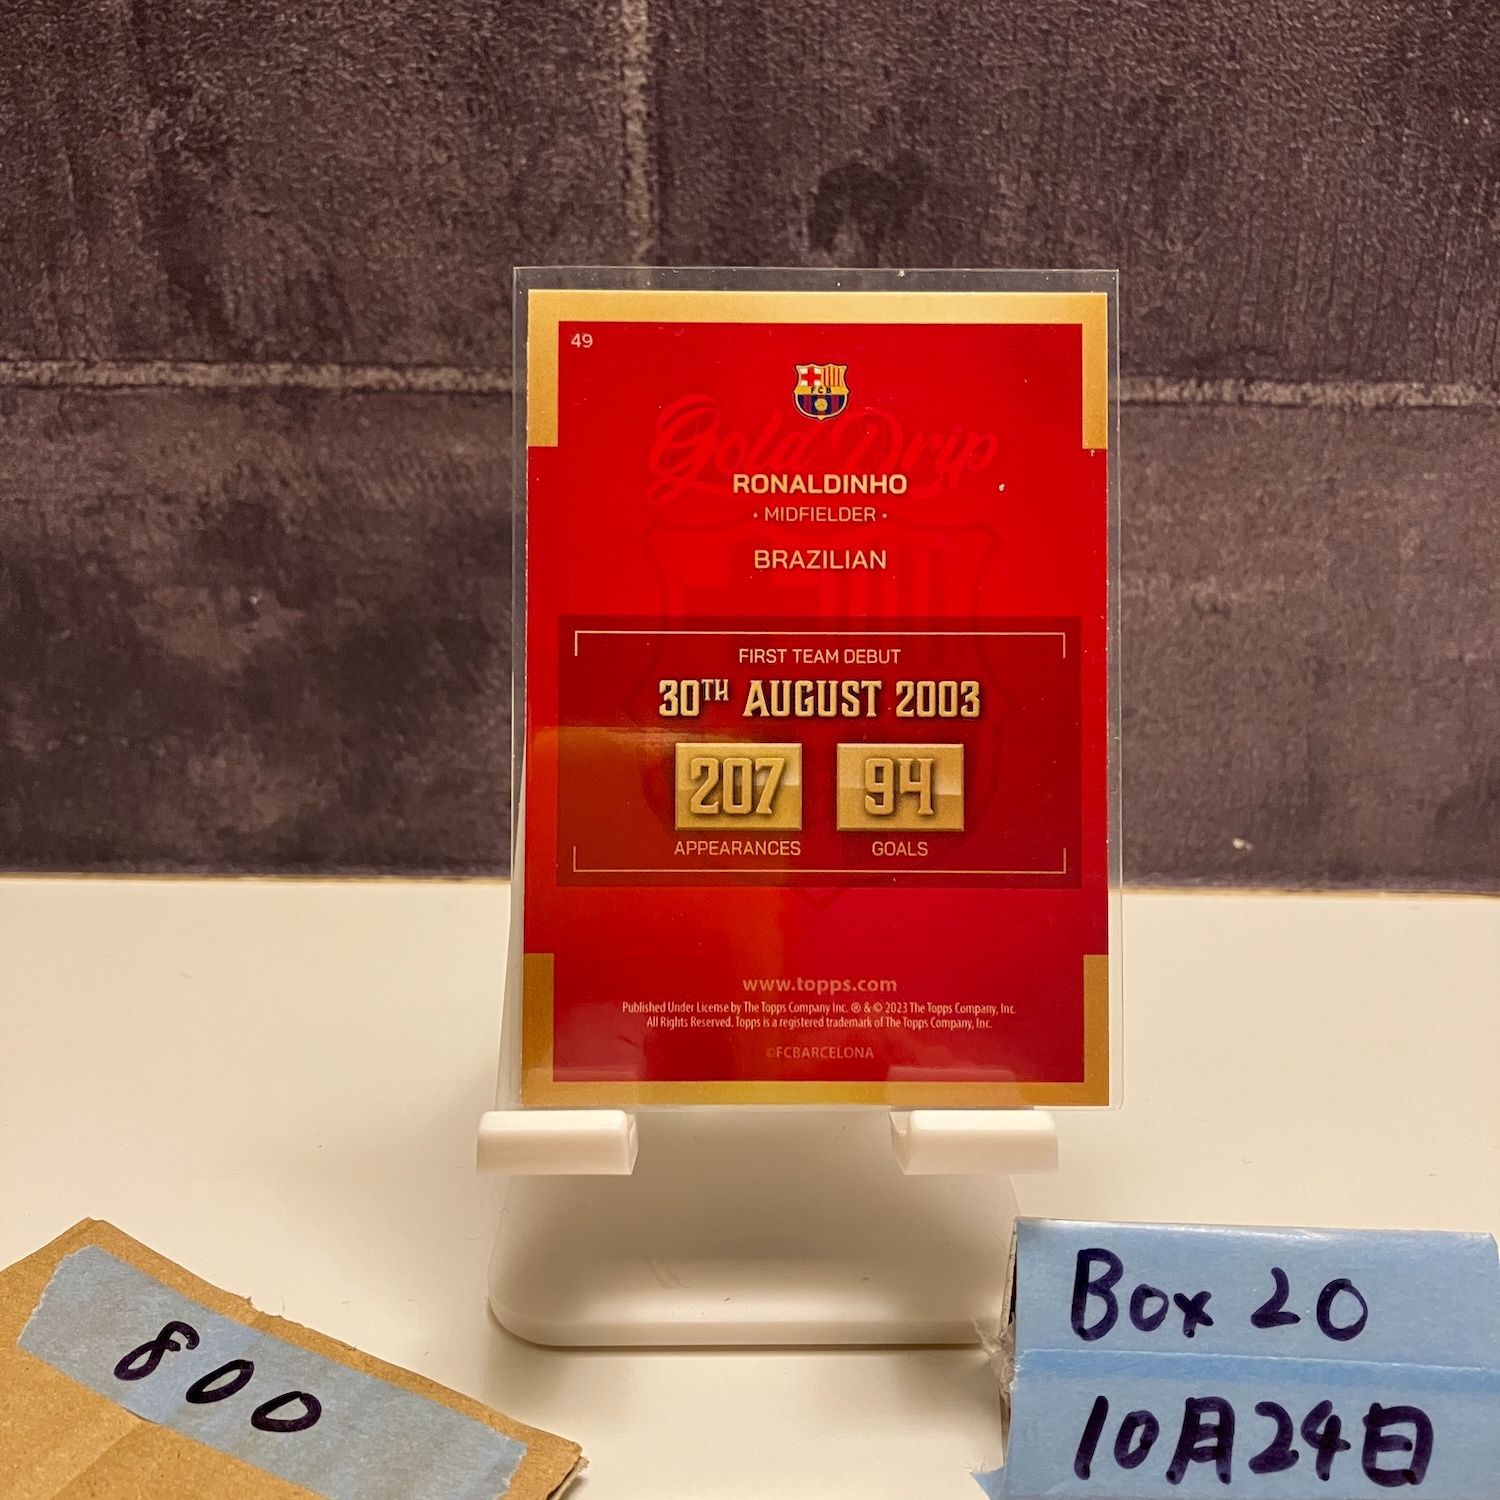 49
FCB
Gold Drip
RONALDINHO
• MIDFIELDER •
BRAZILIAN
FIRST TEAM DEBUT
30TH AUGUST 2003
207 94
APPEARANCES GOALS
www.topps.com
Published Under License by The Topps Company Inc. ® & © 2023 The Topps Company, Inc.
All Rights Reserved. Topps is a registered trademark of The Topps Company, Inc.
©FCBARCELONA
800
Box 20
10月24日